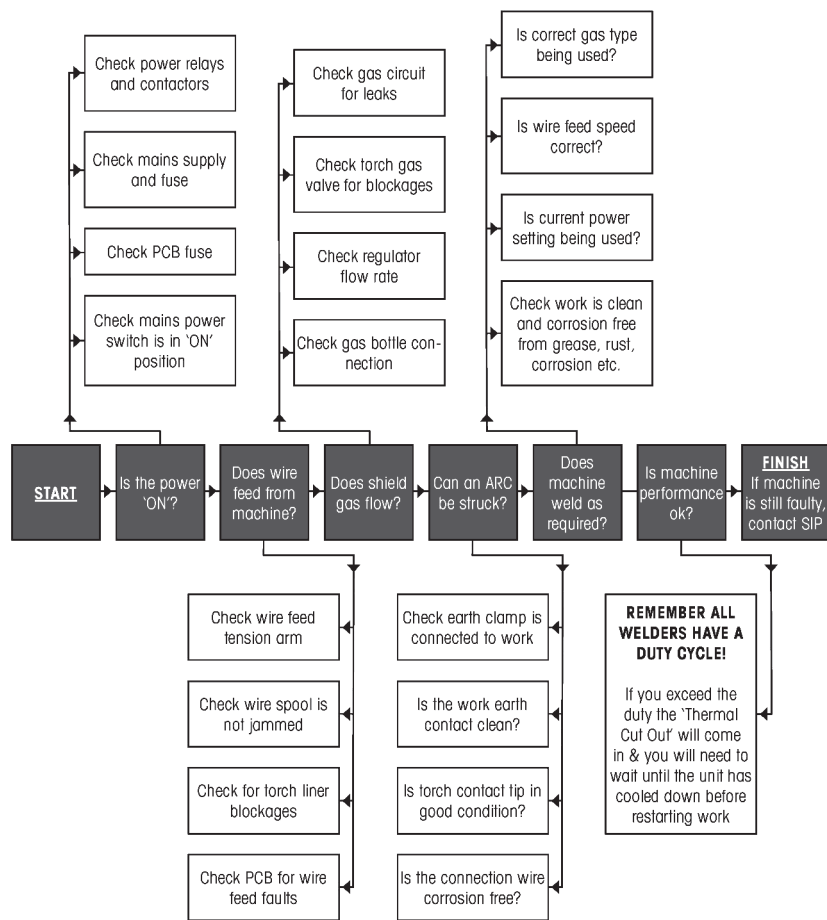 Check power relays
and contactors
Check mains supply
and fuse
Check PCB fuse
Check mains power
switch is in ‘ON’
position
Check gas circuit
for leaks
Check torch gas
valve for blockages
Check regulator
flow rate
Check gas bottle con-
nection
Is correct gas type
being used?
Is wire feed speed
correct?
Is current power
setting being used?
Check work is clean
and corrosion free
from grease, rust,
corrosion etc.
START
Is the power
‘ON’?
Does wire
feed from
machine?
Does shield
gas flow?
Can an ARC
be struck?
Does
machine
weld as
required?
Is machine
performance
ok?
FINISH
If machine
is still faulty,
contact SIP
Check wire feed
tension arm
Check wire spool is
not jammed
Check for torch liner
blockages
Check PCB for wire
feed faults
Check earth clamp is
connected to work
Is the work earth
contact clean?
Is torch contact tip in
good condition?
Is the connection wire
corrosion free?
REMEMBER ALL
WELDERS HAVE A
DUTY CYCLE!
If you exceed the
duty the ‘Thermal
Cut Out’ will come
in & you will need to
wait until the unit has
cooled down before
restarting work